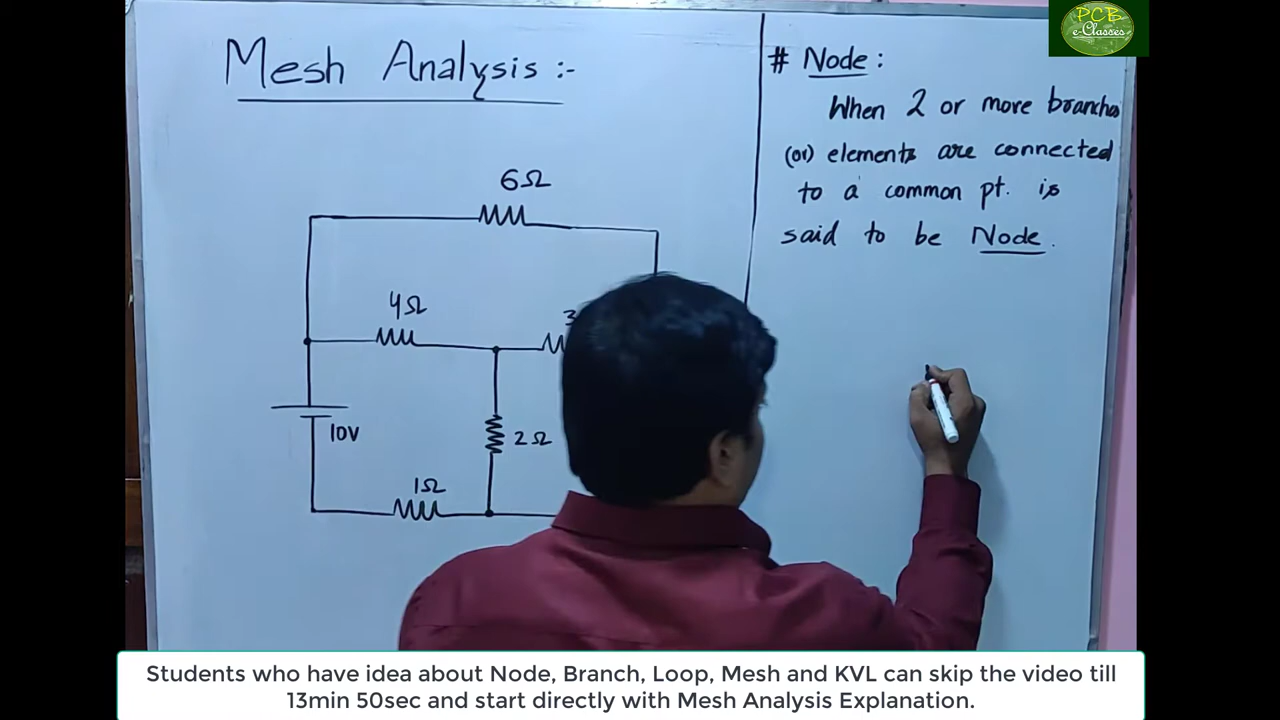 PCB
e-Classes
Mesh Analysis :-
# Node :
When 2 or more branches
(or) elements are connected
to a common pt. is
said to be Node.
6Ω
4Ω
3
10V
2Ω
1Ω
Students who have idea about Node, Branch, Loop, Mesh and KVL can skip the video till
13min 50sec and start directly with Mesh Analysis Explanation.